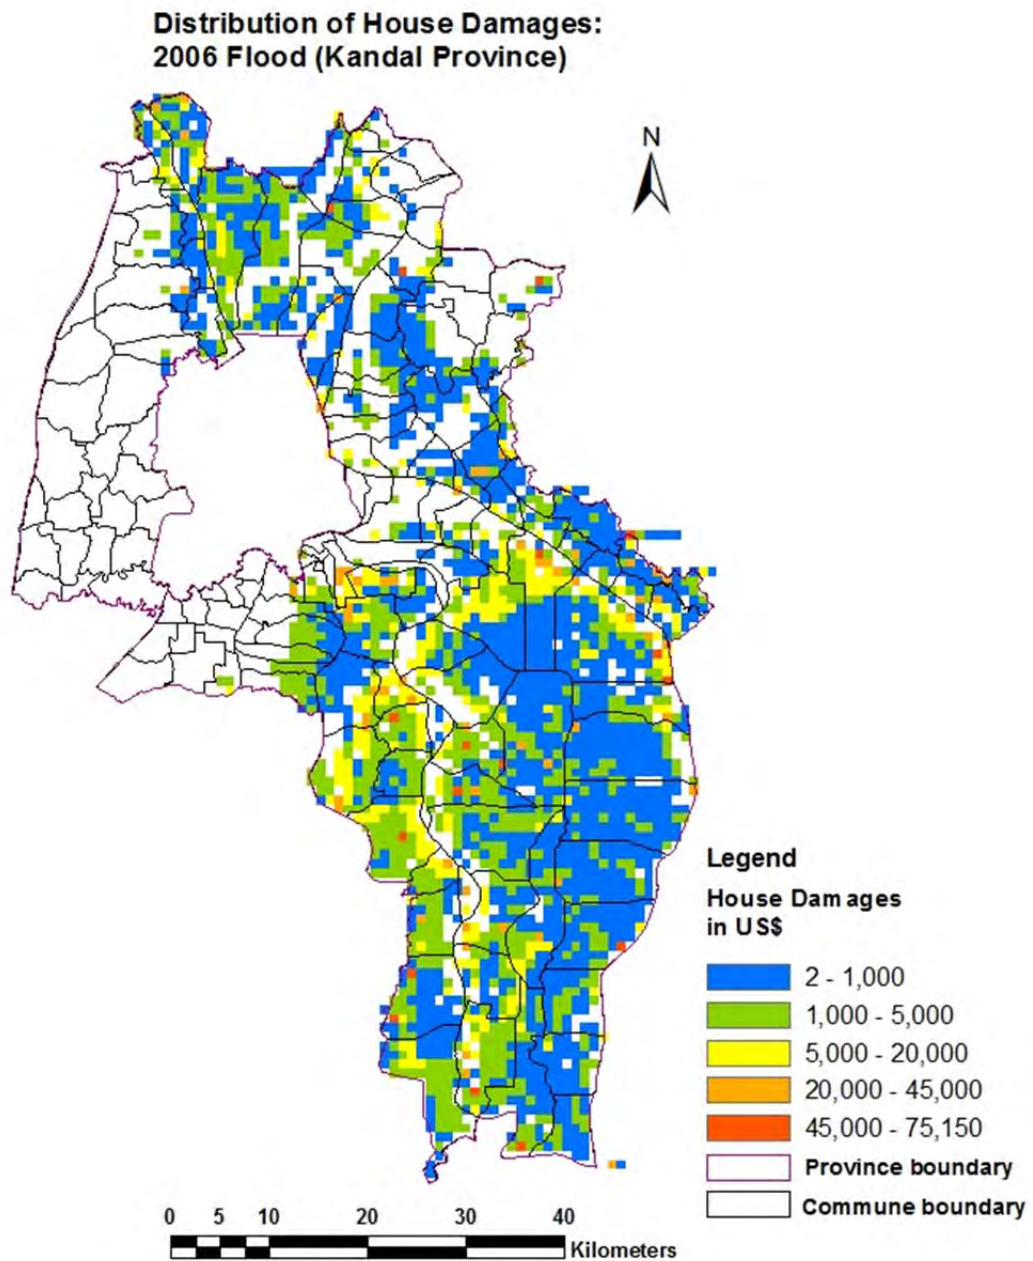 Distribution of House Damages:
2006 Flood (Kandal Province)
N
Legend
House Damages
in US$
2 - 1,000
1,000 - 5,000
5,000 - 20,000
20,000 - 45,000
45,000 - 75,150
Province boundary
Commune boundary
0 5 10 20 30 40
Kilometers